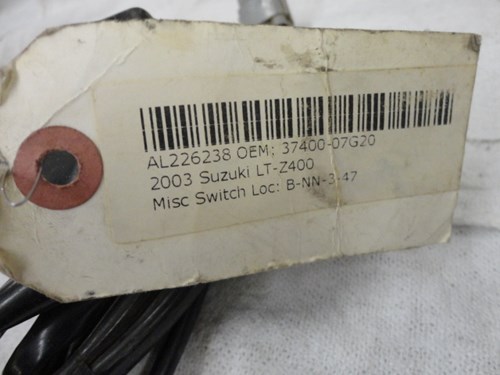 AL226238 OEM: 37400-07G20
2003 Suzuki LT-Z400
Misc Switch Loc: B-NN-3-47